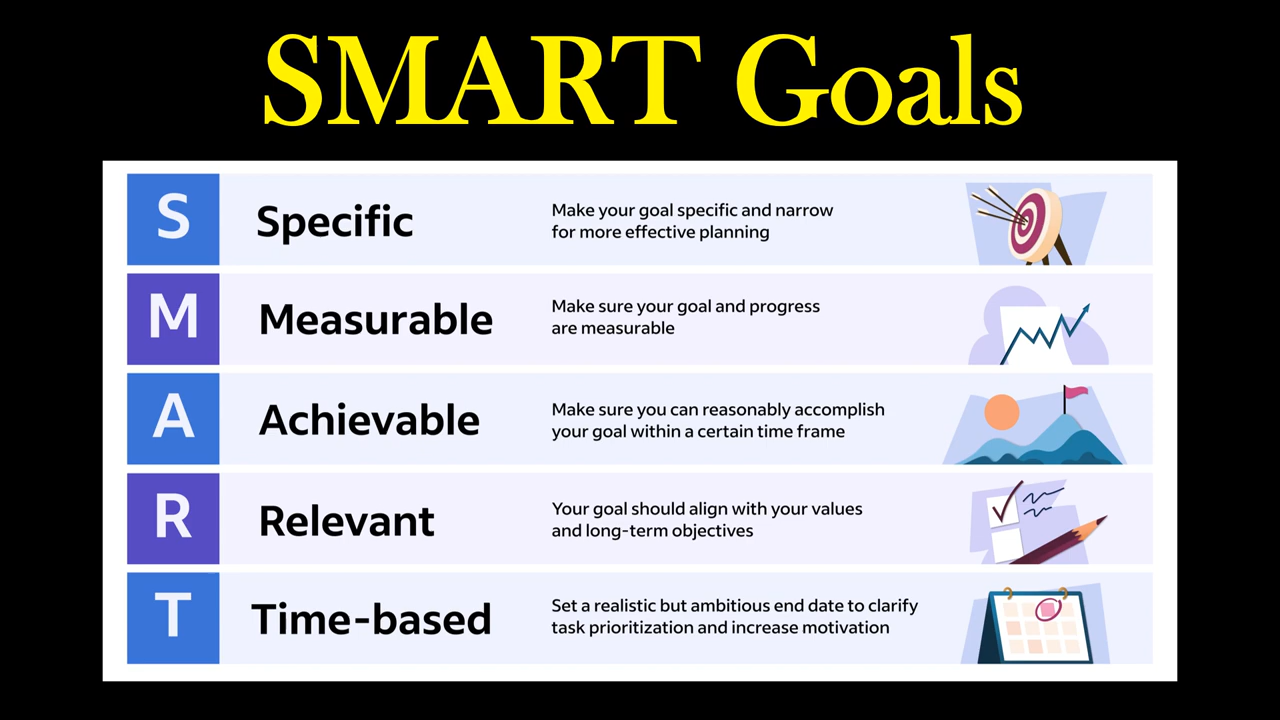 SMART Goals
S
Specific
Make your goal specific and narrow
for more effective planning
M
Measurable
Make sure your goal and progress
are measurable
A
Achievable
Make sure you can reasonably accomplish
your goal within a certain time frame
R
Relevant
Your goal should align with your values
and long-term objectives
T
Time-based
Set a realistic but ambitious end date to clarify
task prioritization and increase motivation